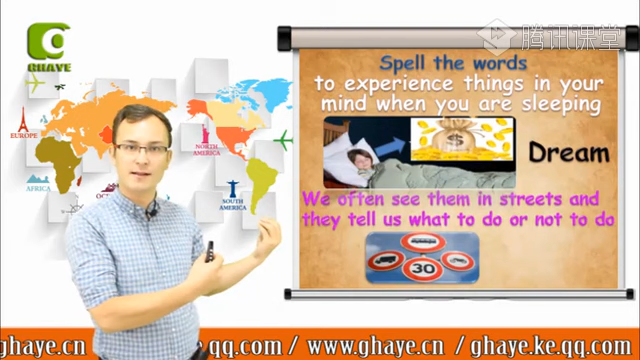 GHAYE
腾讯课堂
Spell the words
to experience things in your
mind when you are sleeping
Dream
We often see them in streets and
they tell us what to do or not to do
30
EUROPE
AFRICA
NORTH
AMERICA
SOUTH
AMERICA
ghaye.cn
qq.com / www.ghaye.cn / ghaye.ke.qq.com